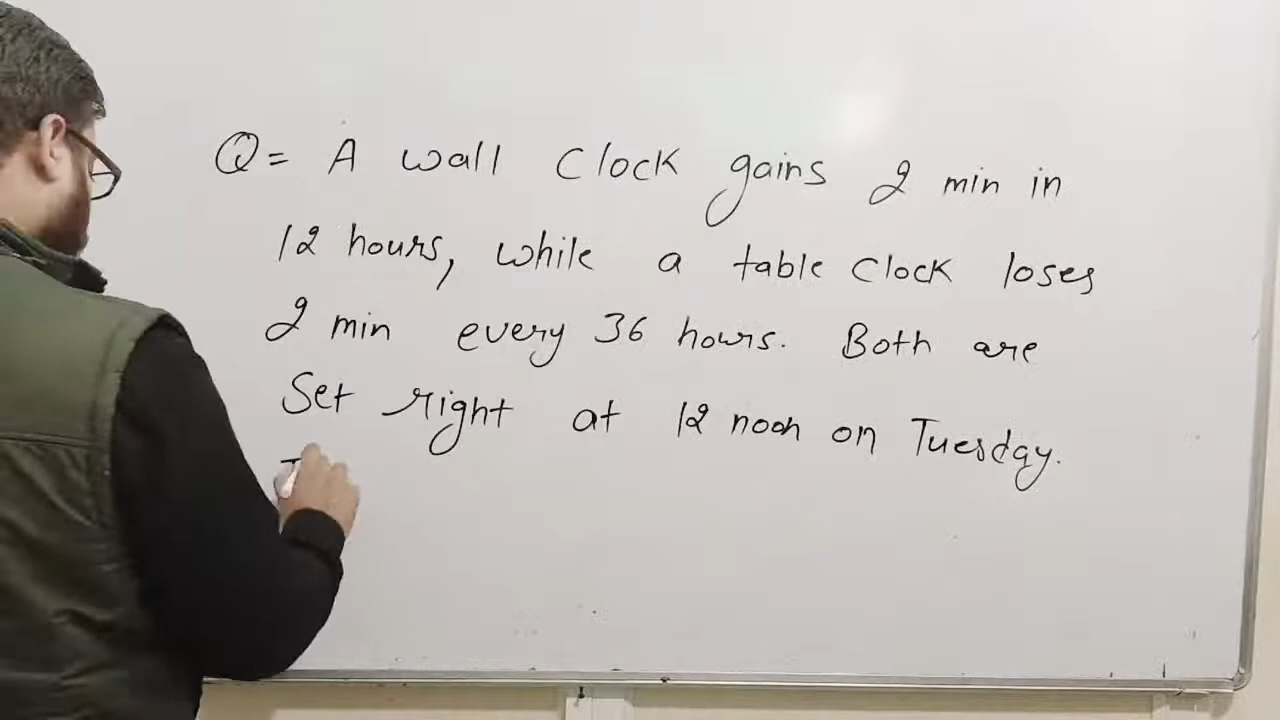 Q= A wall Clock gains 2 min in
12 hours, while a table Clock loses
2 min every 36 hours. Both are
Set right at 12 noon on Tuesday.